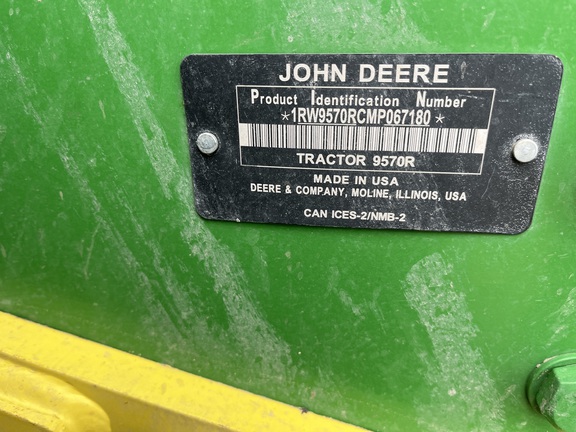 JOHN DEERE
Product Identification Number
*1RW9570RCMP067180*
TRACTOR 9570R
MADE IN USA
DEERE & COMPANY, MOLINE, ILLINOIS, USA
CAN ICES-2/NMB-2